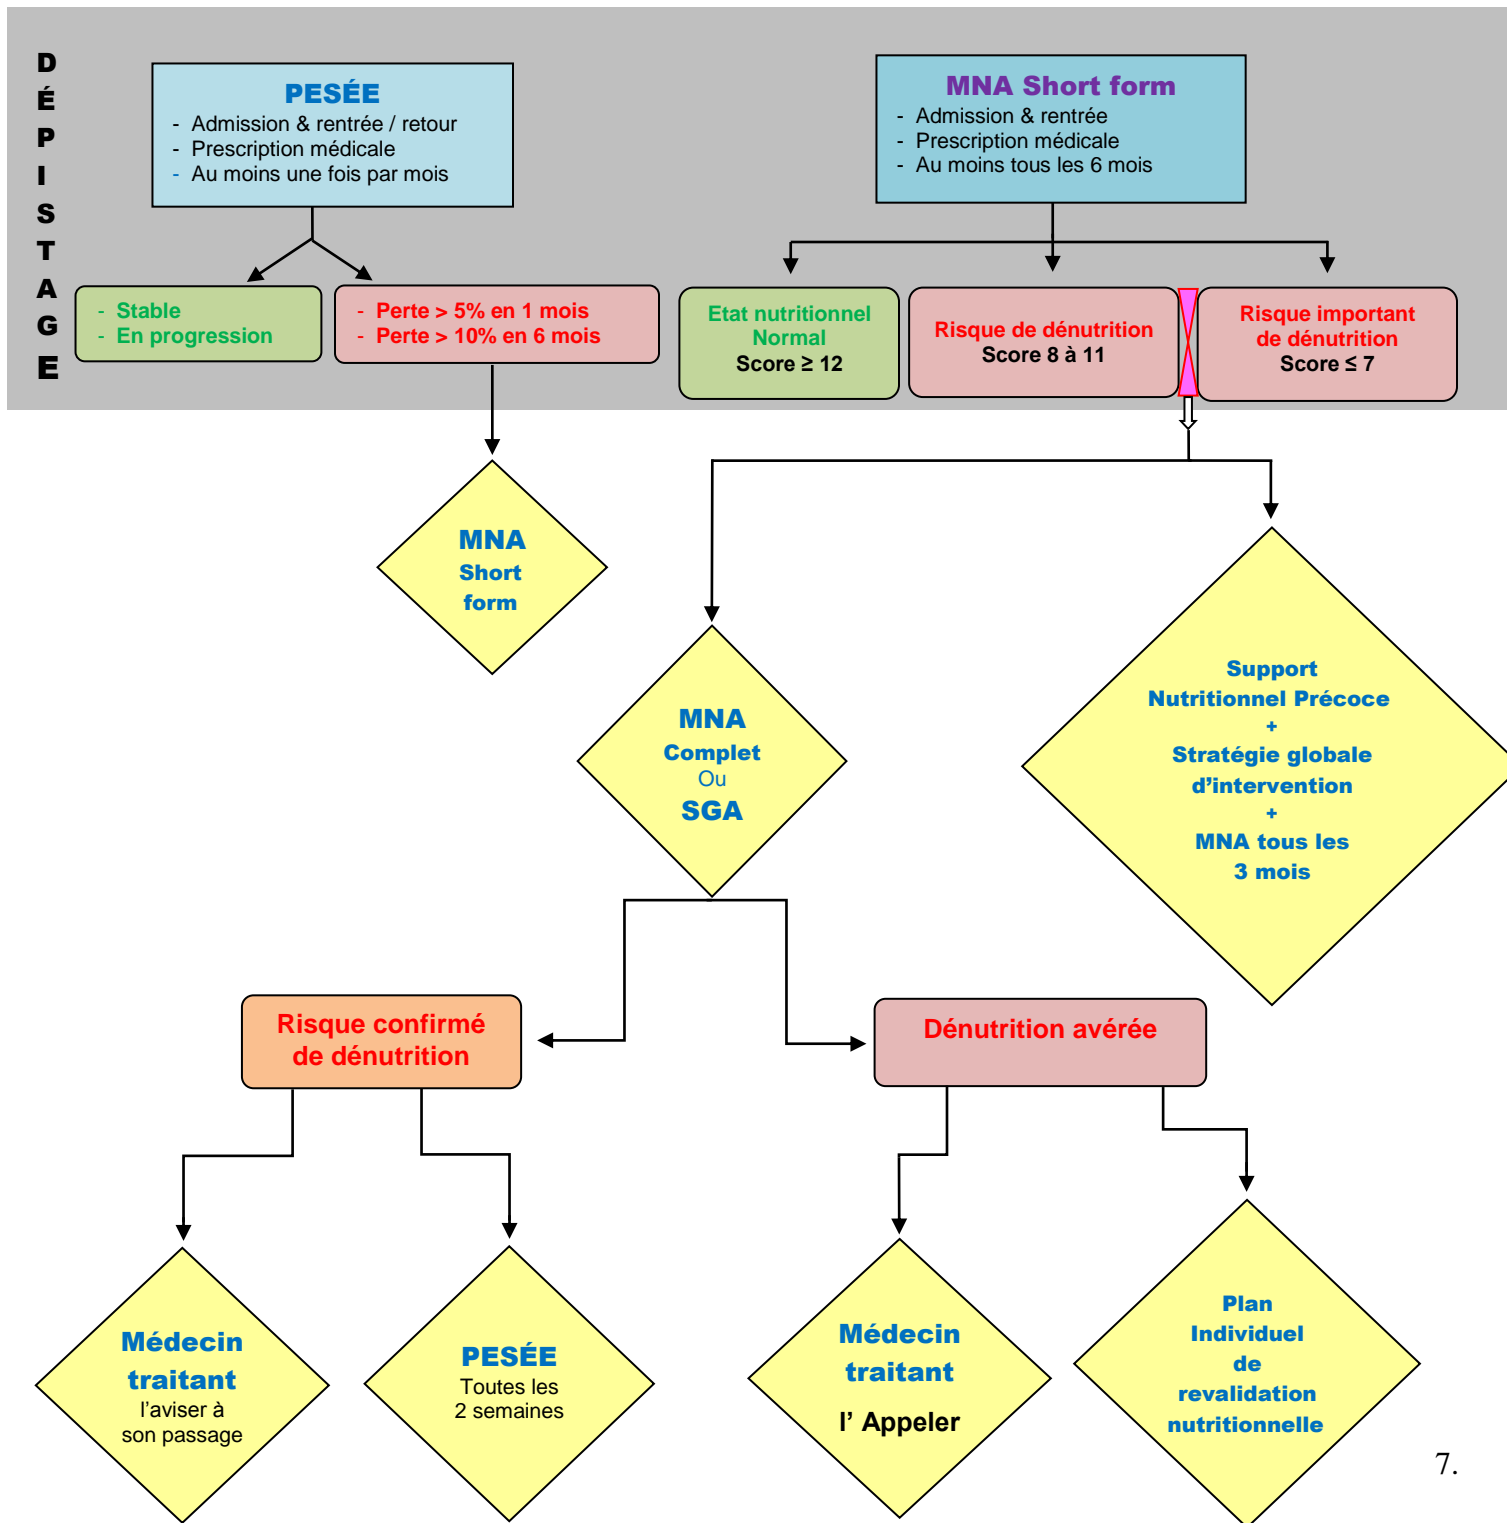 DÉPISTAGE
PESÉE
- Admission & rentrée / retour
- Prescription médicale
- Au moins une fois par mois
MNA Short form
- Admission & rentrée
- Prescription médicale
- Au moins tous les 6 mois
- Stable
- En progression
- Perte > 5% en 1 mois
- Perte > 10% en 6 mois
Etat nutritionnel
Normal
Score ≥ 12
Risque de dénutrition
Score 8 à 11
Risque important
de dénutrition
Score ≤ 7
MNA
Short
form
MNA
Complet
Ou
SGA
Support
Nutritionnel Précoce
+
Stratégie globale
d'intervention
+
MNA tous les
3 mois
Risque confirmé
de dénutrition
Dénutrition avérée
Médecin
traitant
l'aviser à
son passage
PESÉE
Toutes les
2 semaines
Médecin
traitant
l' Appeler
Plan
Individuel
de
revalidation
nutritionnelle
7.